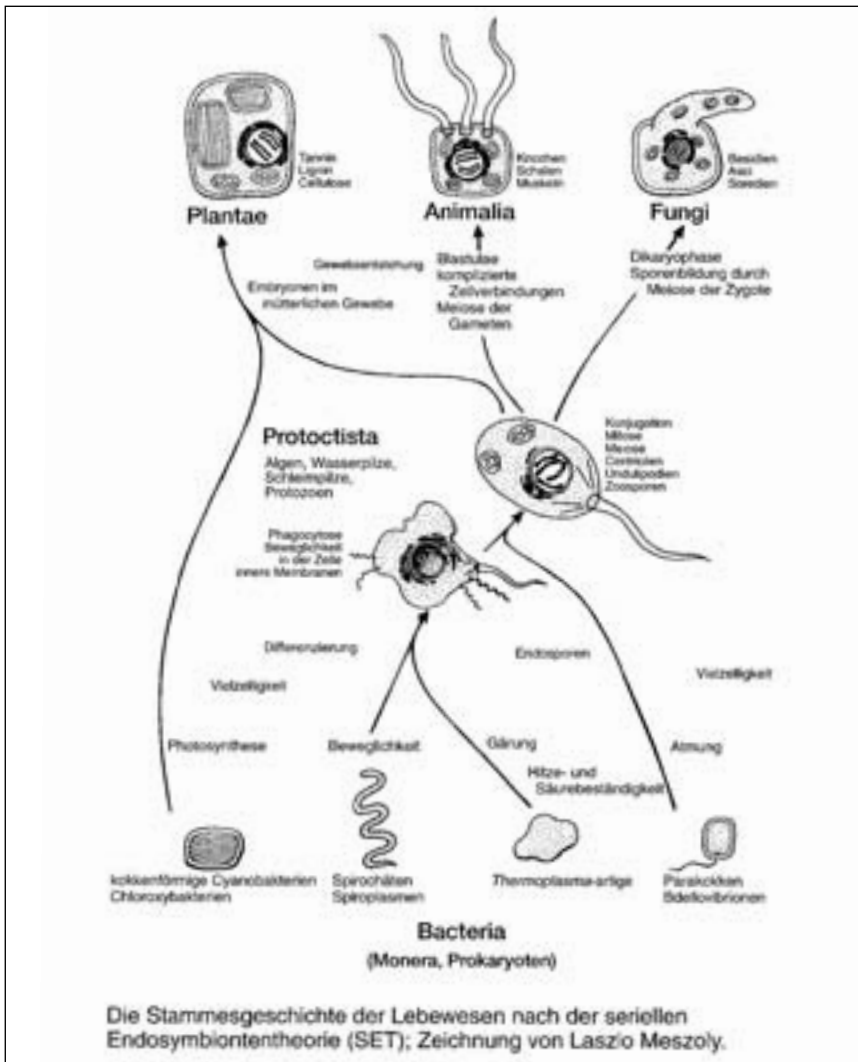 Tannin
Lignin
Cellulose
Plantae
Knochen
Schalen
Muskeln
Animalia
Basidien
Asci
Soredien
Fungi
Gewebsentstehung
Embryonen im
mütterlichen Gewebe
Blastulae
komplizierte
Zellverbindungen
Meiose der
Gameten
Dikaryophase
Sporenbildung durch
Meiose der Zygote
Protoctista
Algen, Wasserpilze,
Schleimpilze,
Protozoen
Konjugation
Mitose
Meiose
Centriolen
Undulipodien
Zoosporen
Phagocytose
Beweglichkeit
in der Zelle
innere Membranen
Differenzierung
Endosporen
Vielzelligkeit
Vielzelligkeit
Photosynthese
Beweglichkeit
Gärung
Atmung
Hitze- und
Säurebeständigkeit
kokkenförmige Cyanobakterien
Chloroxybakterien
Spirochäten
Spiroplasmen
Thermoplasma-artige
Parakokken
Bdellovibrionen
Bacteria
(Monera, Prokaryoten)
Die Stammesgeschichte der Lebewesen nach der seriellen
Endosymbiontentheorie (SET); Zeichnung von Laszlo Meszoly.